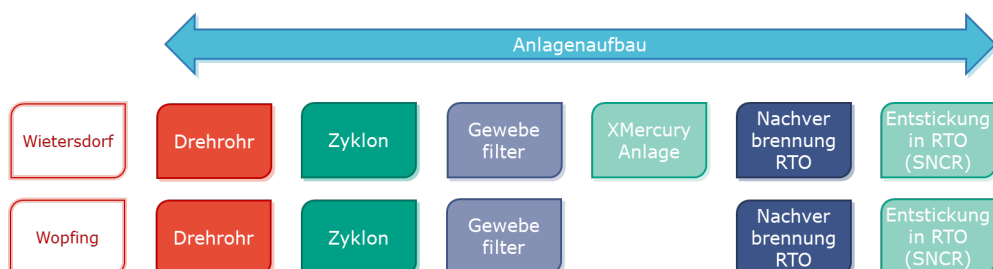 Anlagenaufbau
Wietersdorf
Drehrohr
Zyklon
Gewebe
filter
XMercury
Anlage
Nachver
brennung
RTO
Entstickung
in RTO
(SNCR)
Wopfing
Drehrohr
Zyklon
Gewebe
filter
Nachver
brennung
RTO
Entstickung
in RTO
(SNCR)